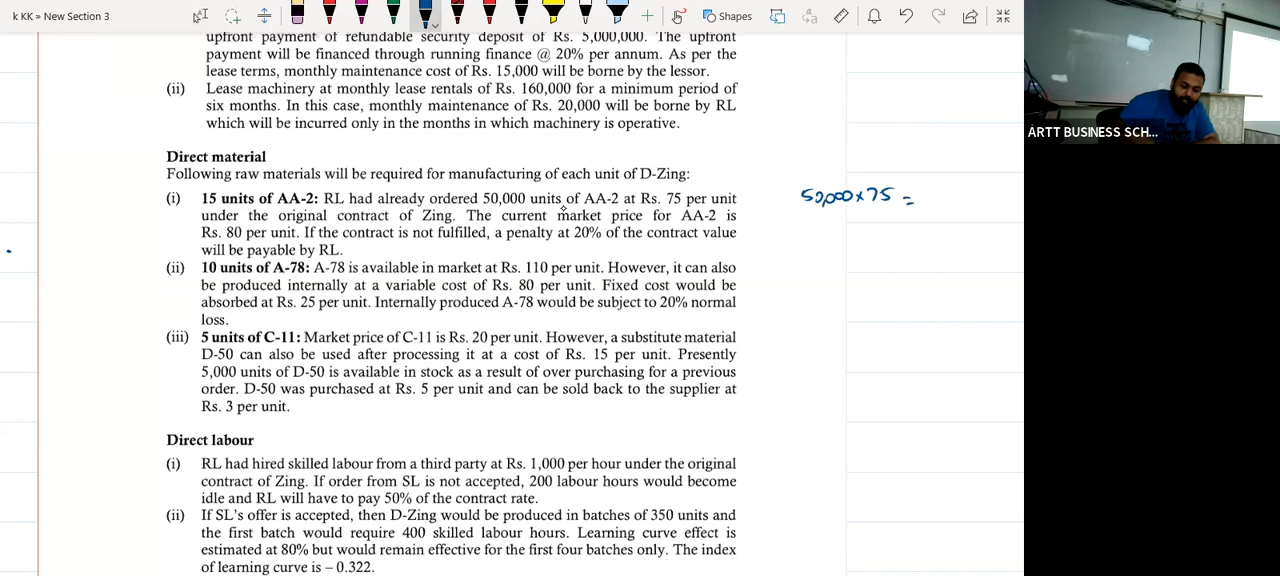 k KK » New Section 3
Shapes
upfront payment of refundable security deposit of Rs. 5,000,000. The upfront
payment will be financed through running finance @ 20% per annum. As per the
lease terms, monthly maintenance cost of Rs. 15,000 will be borne by the lessor.
(ii) Lease machinery at monthly lease rentals of Rs. 160,000 for a minimum period of
six months. In this case, monthly maintenance of Rs. 20,000 will be borne by RL
which will be incurred only in the months in which machinery is operative.
ARTT BUSINESS SCH...
Direct material
Following raw materials will be required for manufacturing of each unit of D-Zing:
(i) 15 units of AA-2: RL had already ordered 50,000 units of AA-2 at Rs. 75 per unit
50,000 x 75 =
under the original contract of Zing. The current market price for AA-2 is
Rs. 80 per unit. If the contract is not fulfilled, a penalty at 20% of the contract value
will be payable by RL.
(ii) 10 units of A-78: A-78 is available in market at Rs. 110 per unit. However, it can also
be produced internally at a variable cost of Rs. 80 per unit. Fixed cost would be
absorbed at Rs. 25 per unit. Internally produced A-78 would be subject to 20% normal
loss.
(iii) 5 units of C-11: Market price of C-11 is Rs. 20 per unit. However, a substitute material
D-50 can also be used after processing it at a cost of Rs. 15 per unit. Presently
5,000 units of D-50 is available in stock as a result of over purchasing for a previous
order. D-50 was purchased at Rs. 5 per unit and can be sold back to the supplier at
Rs. 3 per unit.
Direct labour
(i) RL had hired skilled labour from a third party at Rs. 1,000 per hour under the original
contract of Zing. If order from SL is not accepted, 200 labour hours would become
idle and RL will have to pay 50% of the contract rate.
(ii) If SL's offer is accepted, then D-Zing would be produced in batches of 350 units and
the first batch would require 400 skilled labour hours. Learning curve effect is
estimated at 80% but would remain effective for the first four batches only. The index
of learning curve is – 0.322.